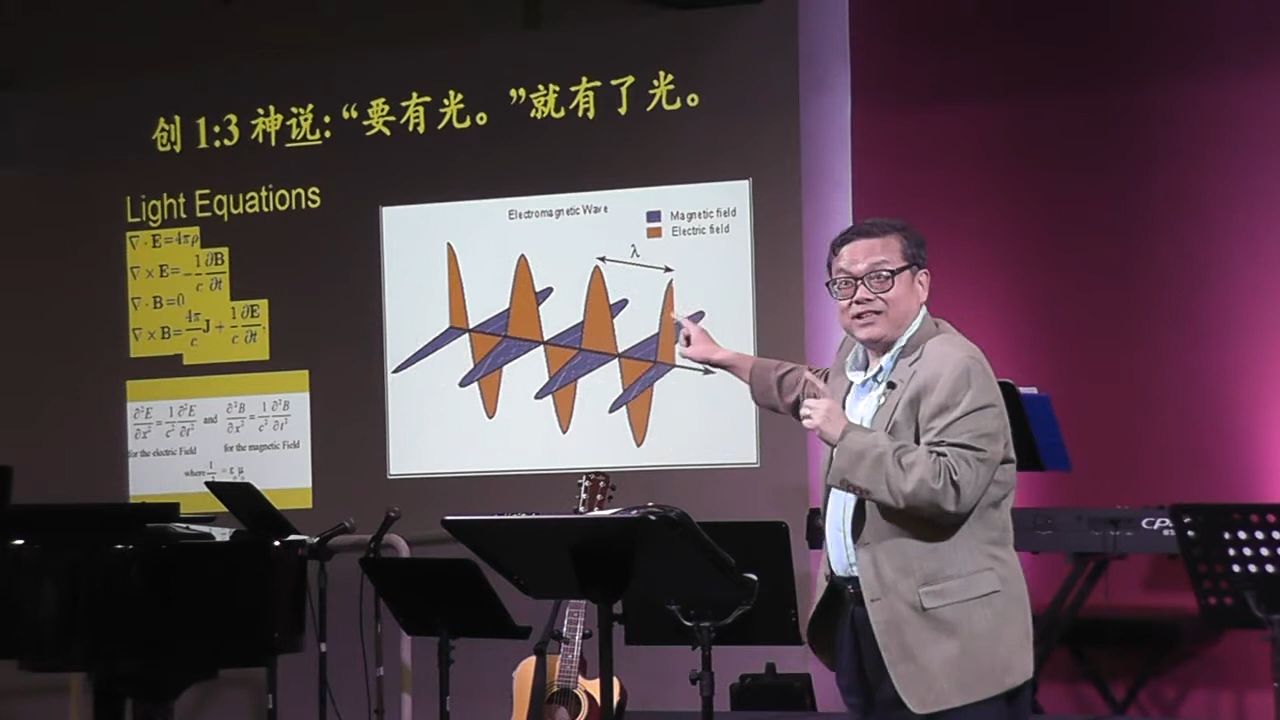 创 1:3 神说: “要有光。”就有了光。
Light Equations
∇ · E=4πρ
∇ × E=-1/c ∂B/∂t
∇ · B=0
∇ × B=4π/c J + 1/c ∂E/∂t.
∂²E/∂x²=1/c² ∂²E/∂t² and ∂²B/∂x²=1/c² ∂²B/∂t²
for the electric Field for the magnetic Field
where
Electromagnetic Wave
Magnetic field
Electric field
λ
CP